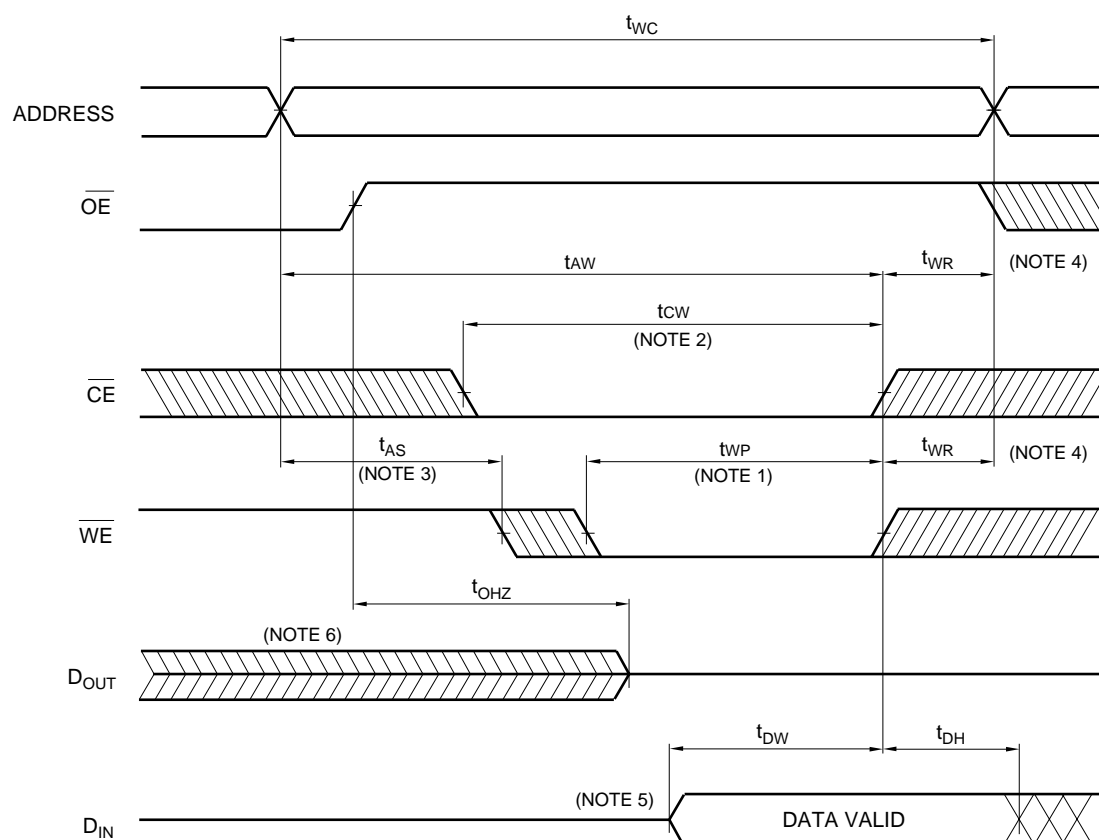 tWC
ADDRESS
OE
tAW
tWR
(NOTE 4)
tCW
(NOTE 2)
CE
tAS
(NOTE 3)
tWP
(NOTE 1)
tWR
(NOTE 4)
WE
tOHZ
(NOTE 6)
DOUT
tDW
tDH
(NOTE 5)
DATA VALID
DIN